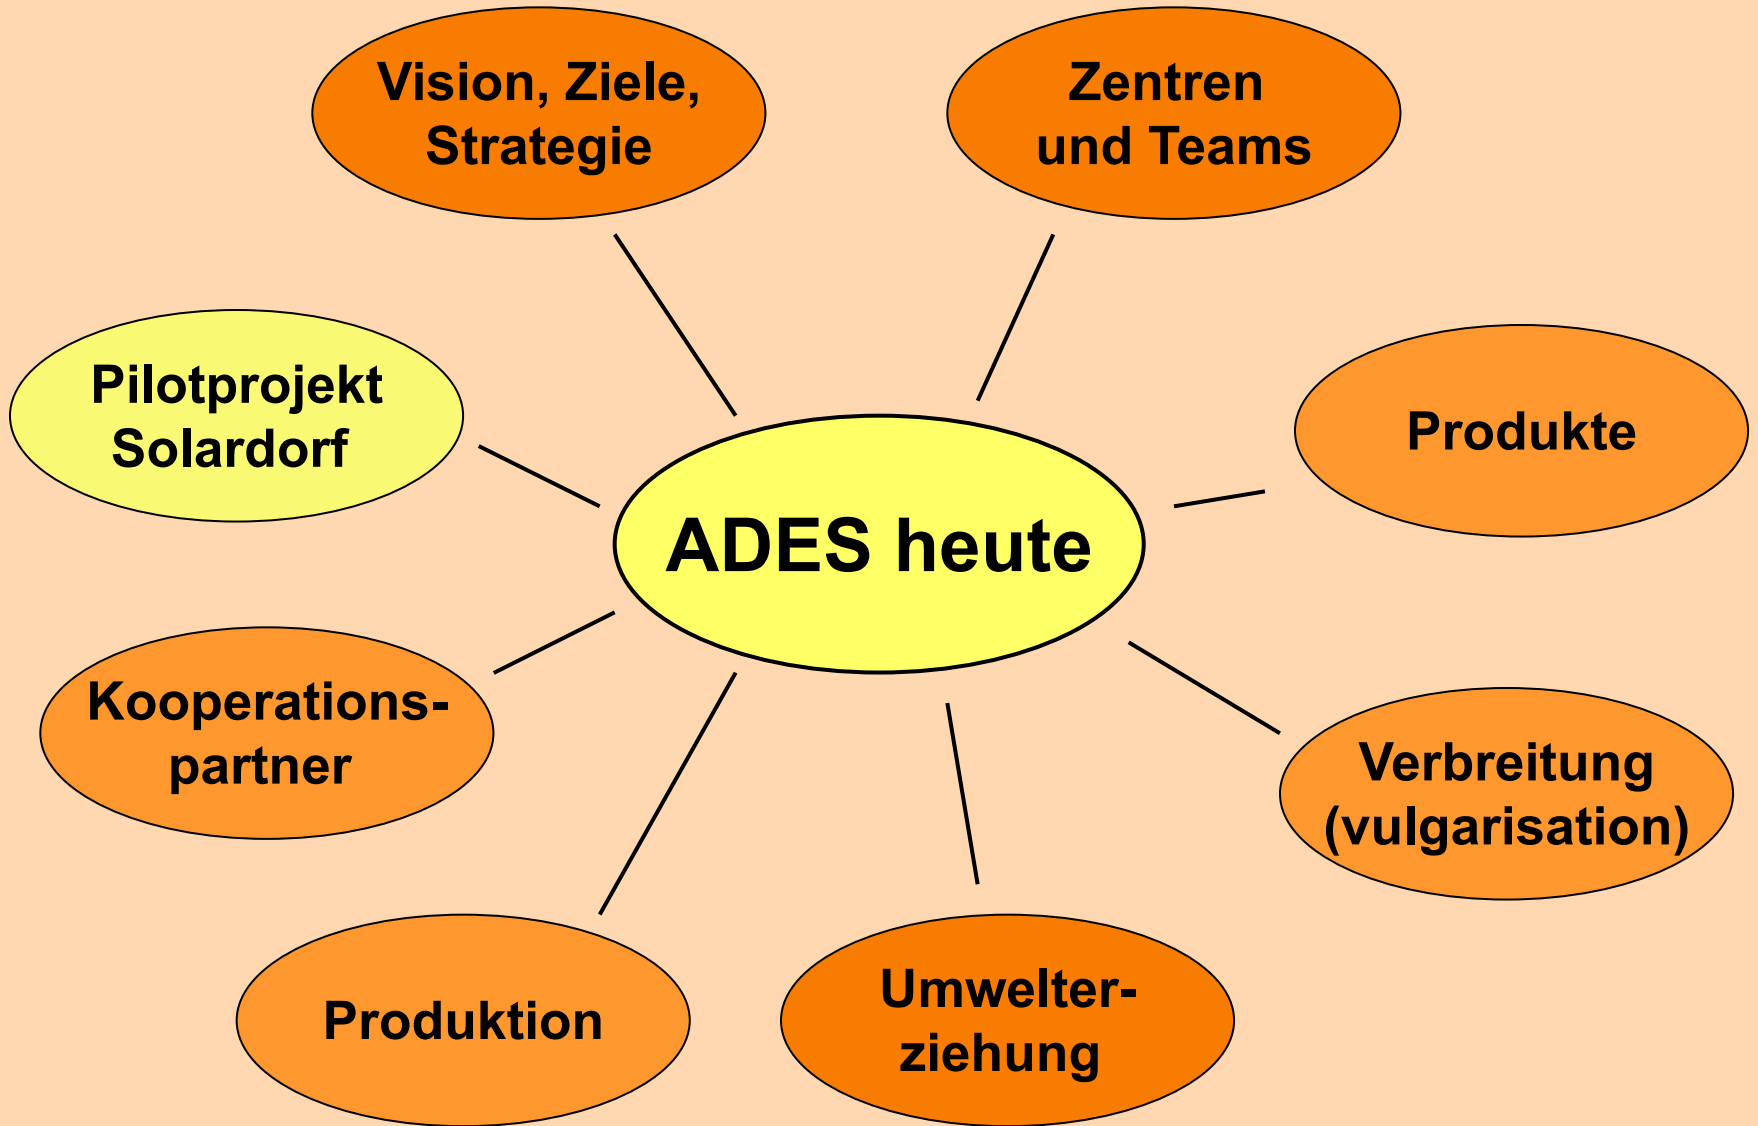 Vision, Ziele,
Strategie
Zentren
und Teams
Pilotprojekt
Solardorf
Produkte
ADES heute
Kooperations-
partner
Verbreitung
(vulgarisation)
Produktion
Umwelter-
ziehung